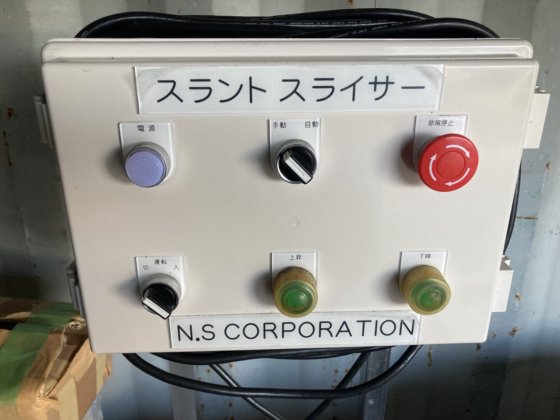 スラント スライサー
電源
手動 自動
非常停止
運転
切 入
上昇
下降
N.S CORPORATION